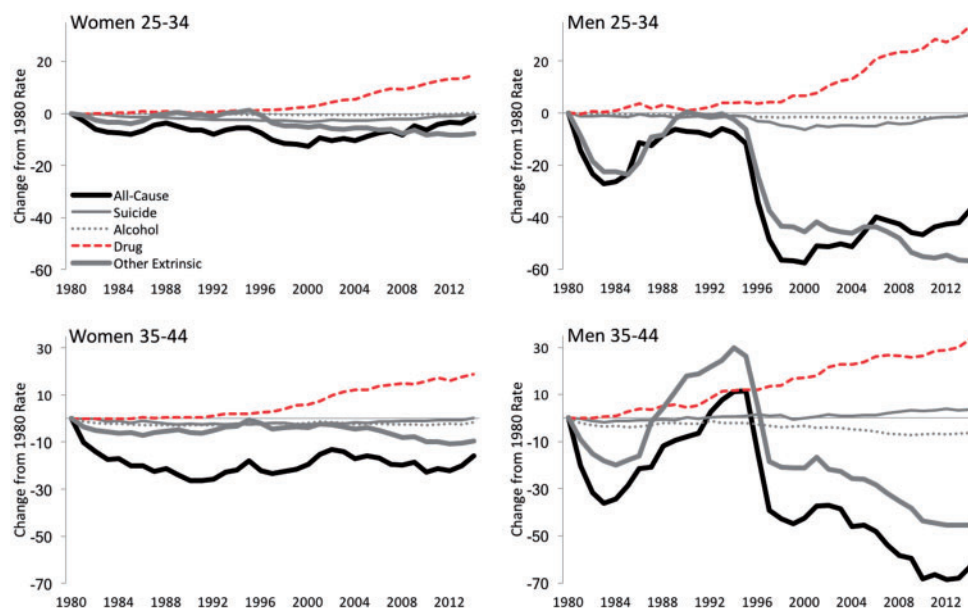 Women 25-34
Change from 1980 Rate
20
0
-20
-40
-60
All-Cause
Suicide
Alcohol
Drug
Other Extrinsic
1980 1984 1988 1992 1996 2000 2004 2008 2012
Men 25-34
Change from 1980 Rate
20
0
-20
-40
-60
1980 1984 1988 1992 1996 2000 2004 2008 2012
Women 35-44
Change from 1980 Rate
30
10
-10
-30
-50
-70
1980 1984 1988 1992 1996 2000 2004 2008 2012
Men 35-44
Change from 1980 Rate
30
10
-10
-30
-50
-70
1980 1984 1988 1992 1996 2000 2004 2008 2012